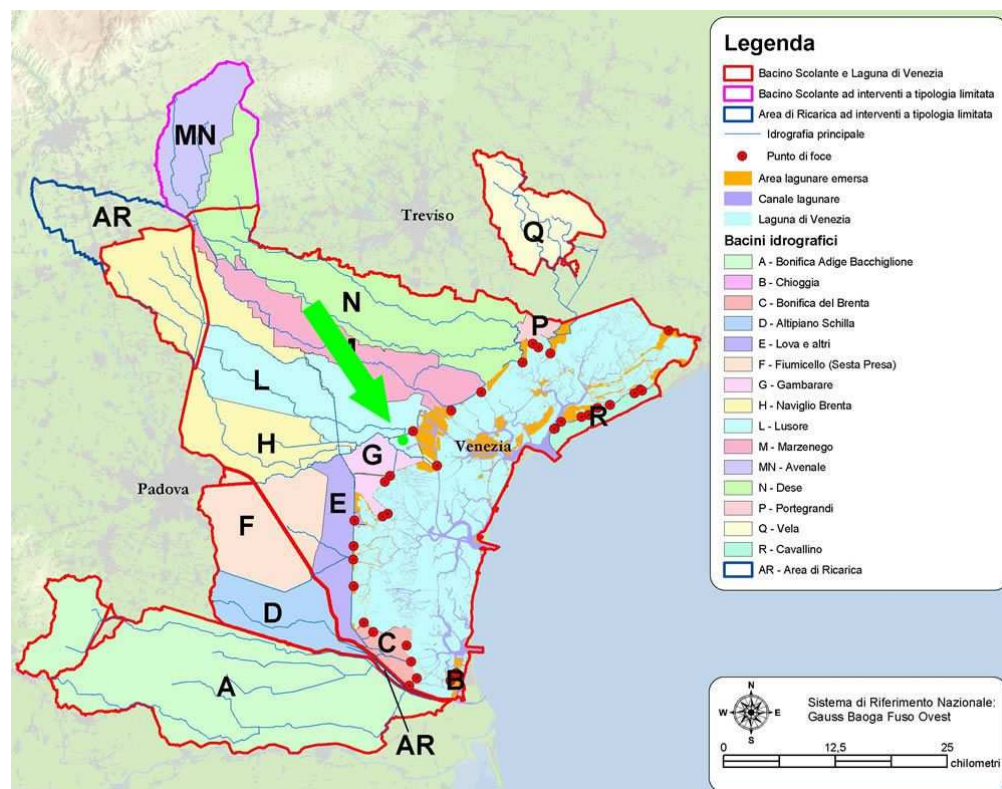 MN
AR
Treviso
Q
N
P
L
R
Venezia
H
G
Padova
E
F
D
C
B
A
AR
Legenda
Bacino Scolante e Laguna di Venezia
Bacino Scolante ad interventi a tipologia limitata
Area di Ricarica ad interventi a tipologia limitata
Idrografia principale
Punto di foce
Area lagunare emersa
Canale lagunare
Laguna di Venezia
Bacini idrografici
A - Bonifica Adige Bacchiglione
B - Chioggia
C - Bonifica del Brenta
D - Altipiano Schilla
E - Lova e altri
F - Fiumicello (Sesta Presa)
G - Gambarare
H - Naviglio Brenta
L - Lusore
M - Marzenego
MN - Avenale
N - Dese
P - Portegrandi
Q - Vela
R - Cavallino
AR - Area di Ricarica
N
W
E
S
Sistema di Riferimento Nazionale:
Gauss Baoga Fuso Ovest
0 12,5 25
chilometri